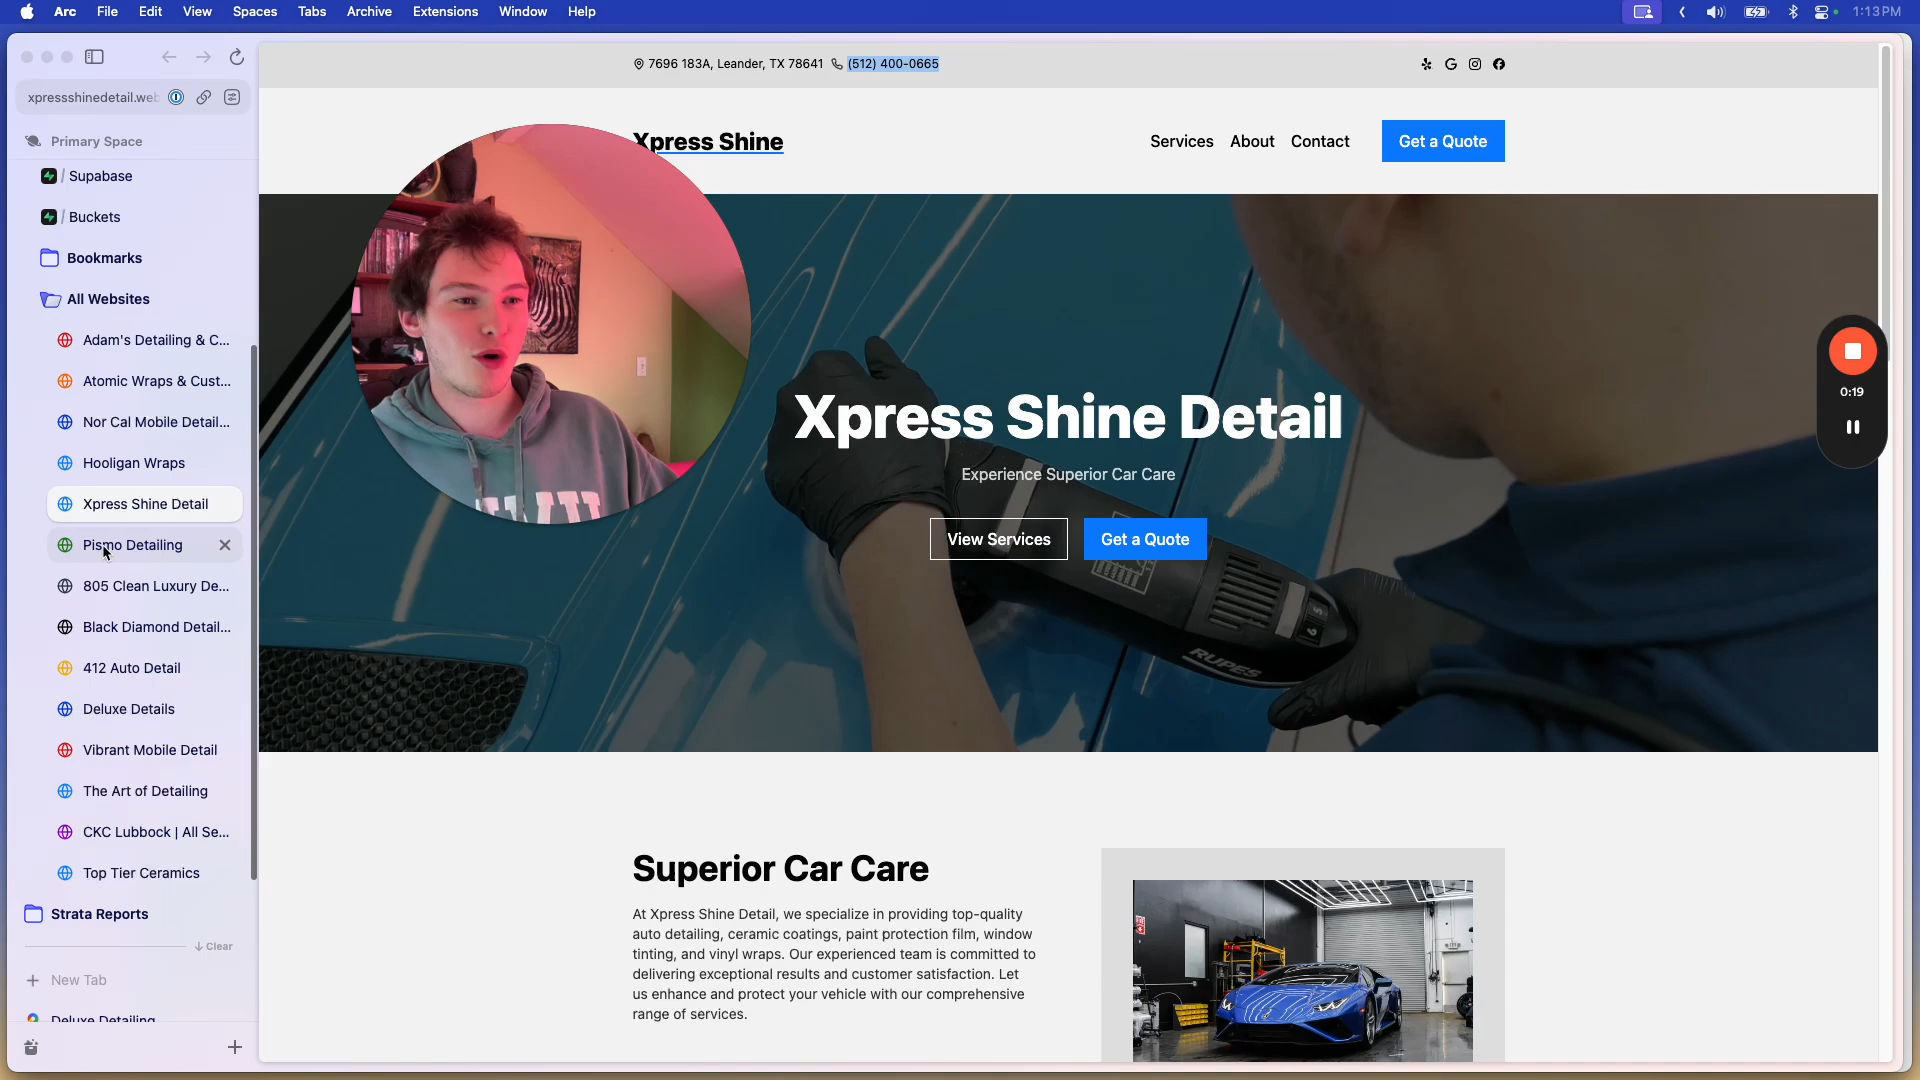 Arc File Edit View Spaces Tabs Archive Extensions Window Help
1:13 PM
xpressshinedetail.web
Primary Space
/ Supabase
/ Buckets
Bookmarks
All Websites
Adam's Detailing & C...
Atomic Wraps & Cust...
Nor Cal Mobile Detail...
Hooligan Wraps
Xpress Shine Detail
Pismo Detailing
805 Clean Luxury De...
Black Diamond Detail...
412 Auto Detail
Deluxe Details
Vibrant Mobile Detail
The Art of Detailing
CKC Lubbock | All Se...
Top Tier Ceramics
Strata Reports
Clear
New Tab
Deluxe Detailing
7696 183A, Leander, TX 78641 (512) 400-0665
Xpress Shine
Services About Contact Get a Quote
Xpress Shine Detail
Experience Superior Car Care
View Services Get a Quote
RUPES
0:19
Superior Car Care
At Xpress Shine Detail, we specialize in providing top-quality
auto detailing, ceramic coatings, paint protection film, window
tinting, and vinyl wraps. Our experienced team is committed to
delivering exceptional results and customer satisfaction. Let
us enhance and protect your vehicle with our comprehensive
range of services.